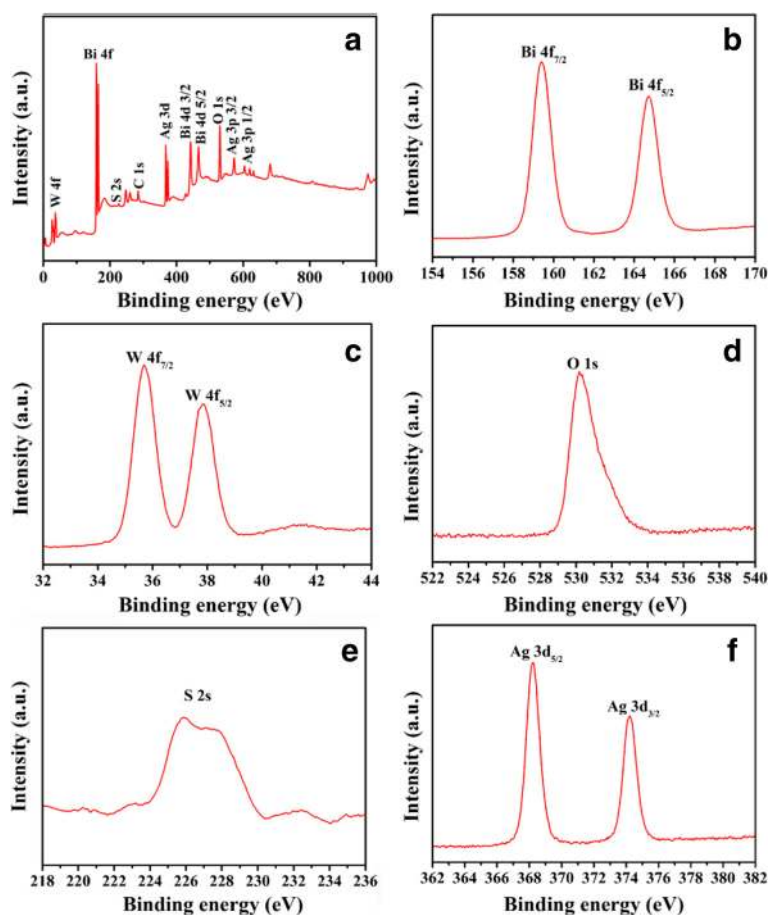 a
Bi 4f
W 4f
S 2s
C 1s
Ag 3d
Bi 4d 3/2
Bi 4d 5/2
O 1s
Ag 3p 3/2
Ag 3p 1/2
Intensity (a.u.)
0 200 400 600 800 1000
Binding energy (eV)
b
Bi 4f7/2
Bi 4f5/2
Intensity (a.u.)
154 156 158 160 162 164 166 168 170
Binding energy (eV)
c
W 4f7/2
W 4f5/2
Intensity (a.u.)
32 34 36 38 40 42 44
Binding energy (eV)
d
O 1s
Intensity (a.u.)
522 524 526 528 530 532 534 536 538 540
Binding energy (eV)
e
S 2s
Intensity (a.u.)
218 220 222 224 226 228 230 232 234 236
Binding energy (eV)
f
Ag 3d5/2
Ag 3d3/2
Intensity (a.u.)
362 364 366 368 370 372 374 376 378 380 382
Binding energy (eV)